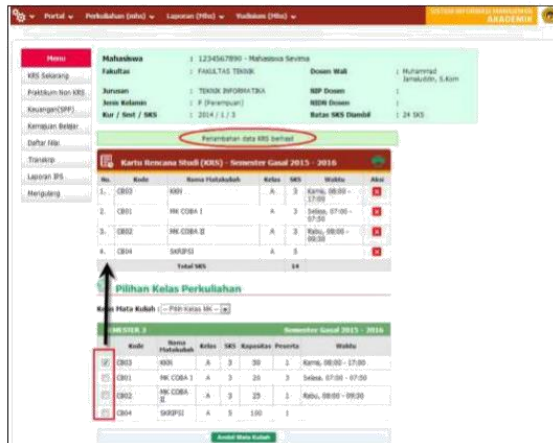 Portal Perkuliahan (mhs) Laporan (Mhs) Yudisium (Mhs)
SISTEM INFORMASI MANAJEMEN
AKADEMIK
Menu
KRS Sekarang
Praktikum Non KRS
Keuangan(SPP)
Kemajuan Belajar
Daftar Nilai
Transkrip
Laporan IPS
Mengulang
Mahasiswa : 1234567890 - Mahasiswa Sevima
Fakultas : FAKULTAS TEKNIK Dosen Wali : Muhammad
Jamaluddin, S.Kom
Jurusan : TEKNIK INFORMATIKA NIP Dosen :
Jenis Kelamin : P (Perempuan) NIDN Dosen :
Kur / Smt / SKS : 2014 / 1 / 3 Batas SKS Diambil : 24 SKS
Penambahan data KRS berhasil
Kartu Rencana Studi (KRS) - Semester Gasal 2015 - 2016
No. Kode Nama Matakuliah Kelas SKS Waktu Aksi
1. CB03 KKN A 3 Kamis, 08:00 -
17:00
2. CB01 MK COBA I A 3 Selasa, 07:00 -
07:50
3. CB02 MK COBA II A 3 Rabu, 08:00 -
09:30
4. CB04 SKRIPSI A 5
Total SKS 14
Pilihan Kelas Perkuliahan
Mata Kuliah : -- Pilih Kelas MK --
SEMESTER 3 Semester Gasal 2015 - 2016
Kode Nama Matakuliah Kelas SKS Kapasitas Peserta Waktu
CB03 KKN A 3 30 1 Kamis, 08:00 - 17:00
CB01 MK COBA I A 3 20 3 Selasa, 07:00 - 07:50
CB02 MK COBA II A 3 25 1 Rabu, 08:00 - 09:30
CB04 SKRIPSI A 5 100 1
Ambil Mata Kuliah